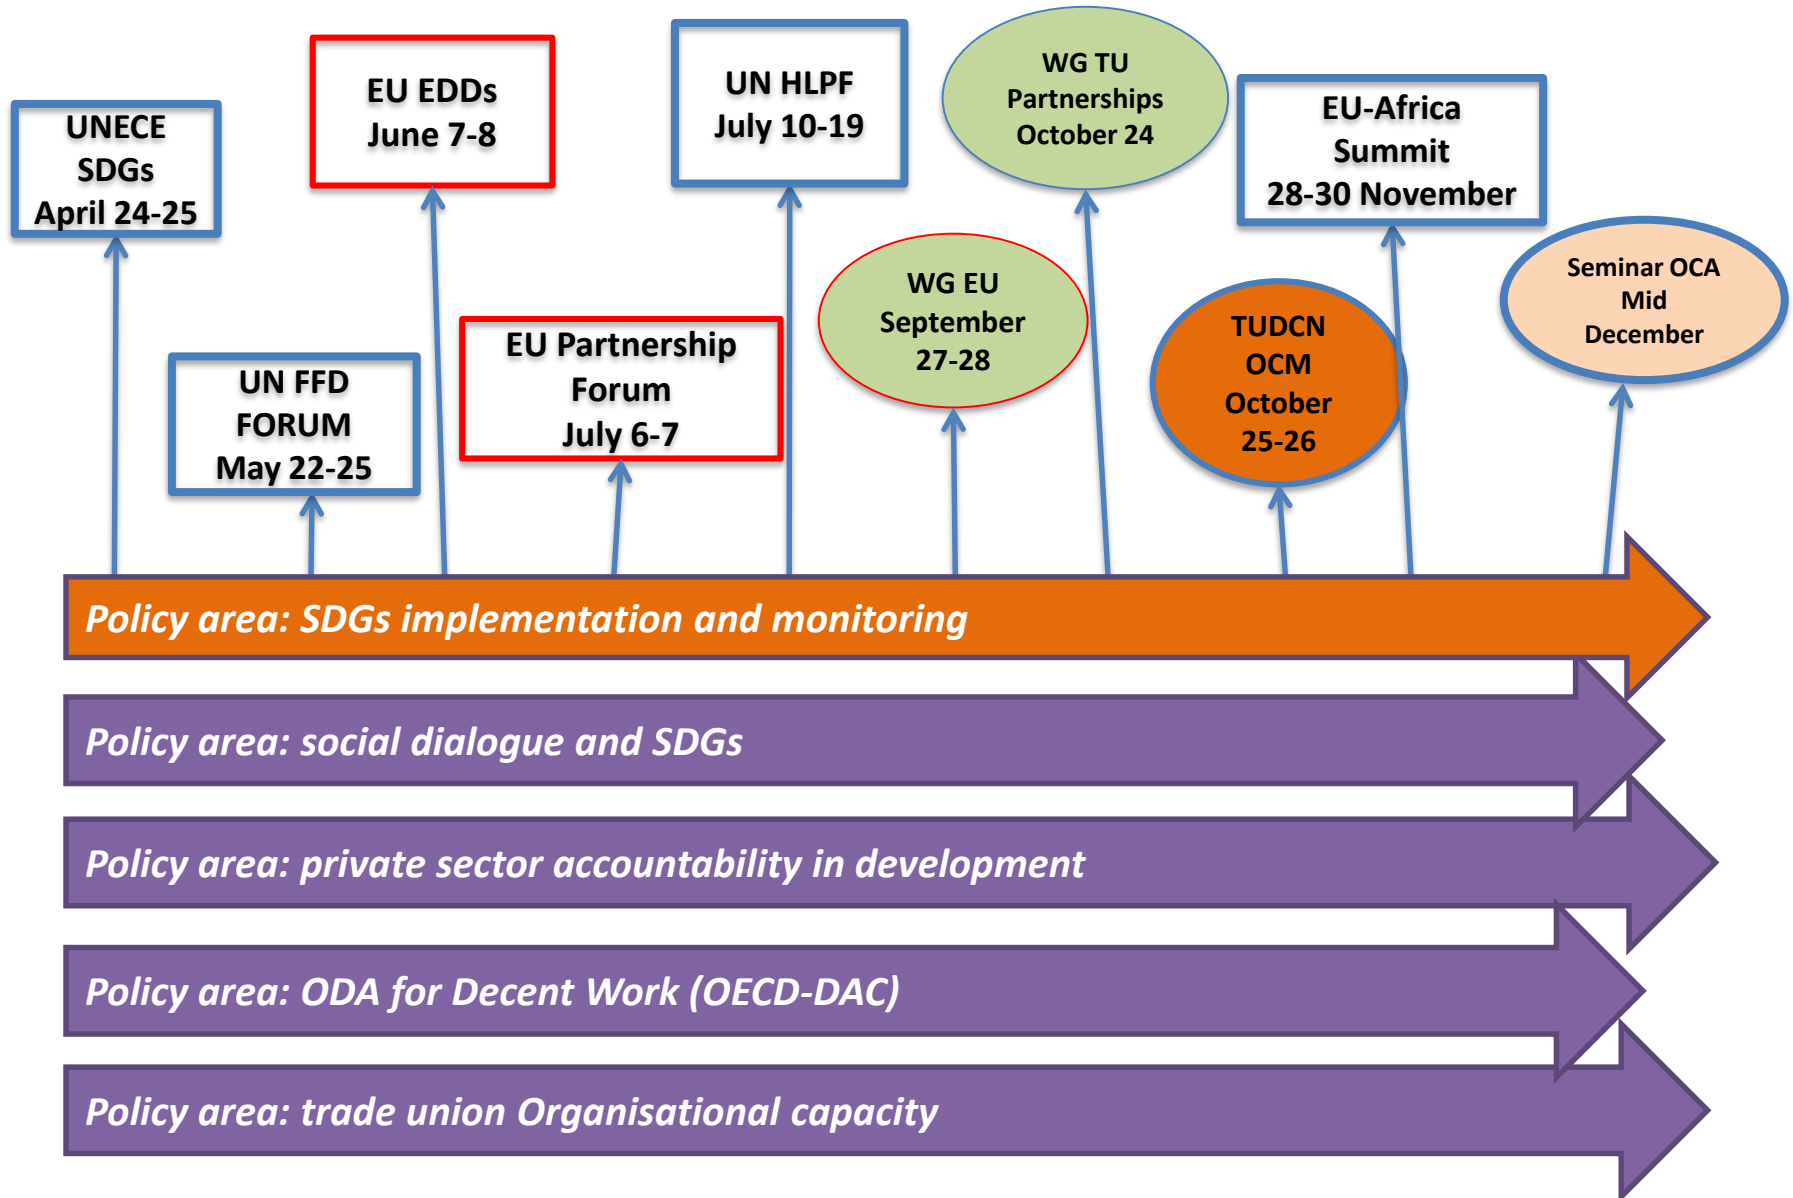 UNECE
SDGs
April 24-25
UN FFD
FORUM
May 22-25
EU EDDs
June 7-8
EU Partnership
Forum
July 6-7
UN HLPF
July 10-19
WG EU
September
27-28
WG TU
Partnerships
October 24
TUDCN
OCM
October
25-26
EU-Africa
Summit
28-30 November
Seminar OCA
Mid
December
Policy area: SDGs implementation and monitoring
Policy area: social dialogue and SDGs
Policy area: private sector accountability in development
Policy area: ODA for Decent Work (OECD-DAC)
Policy area: trade union Organisational capacity